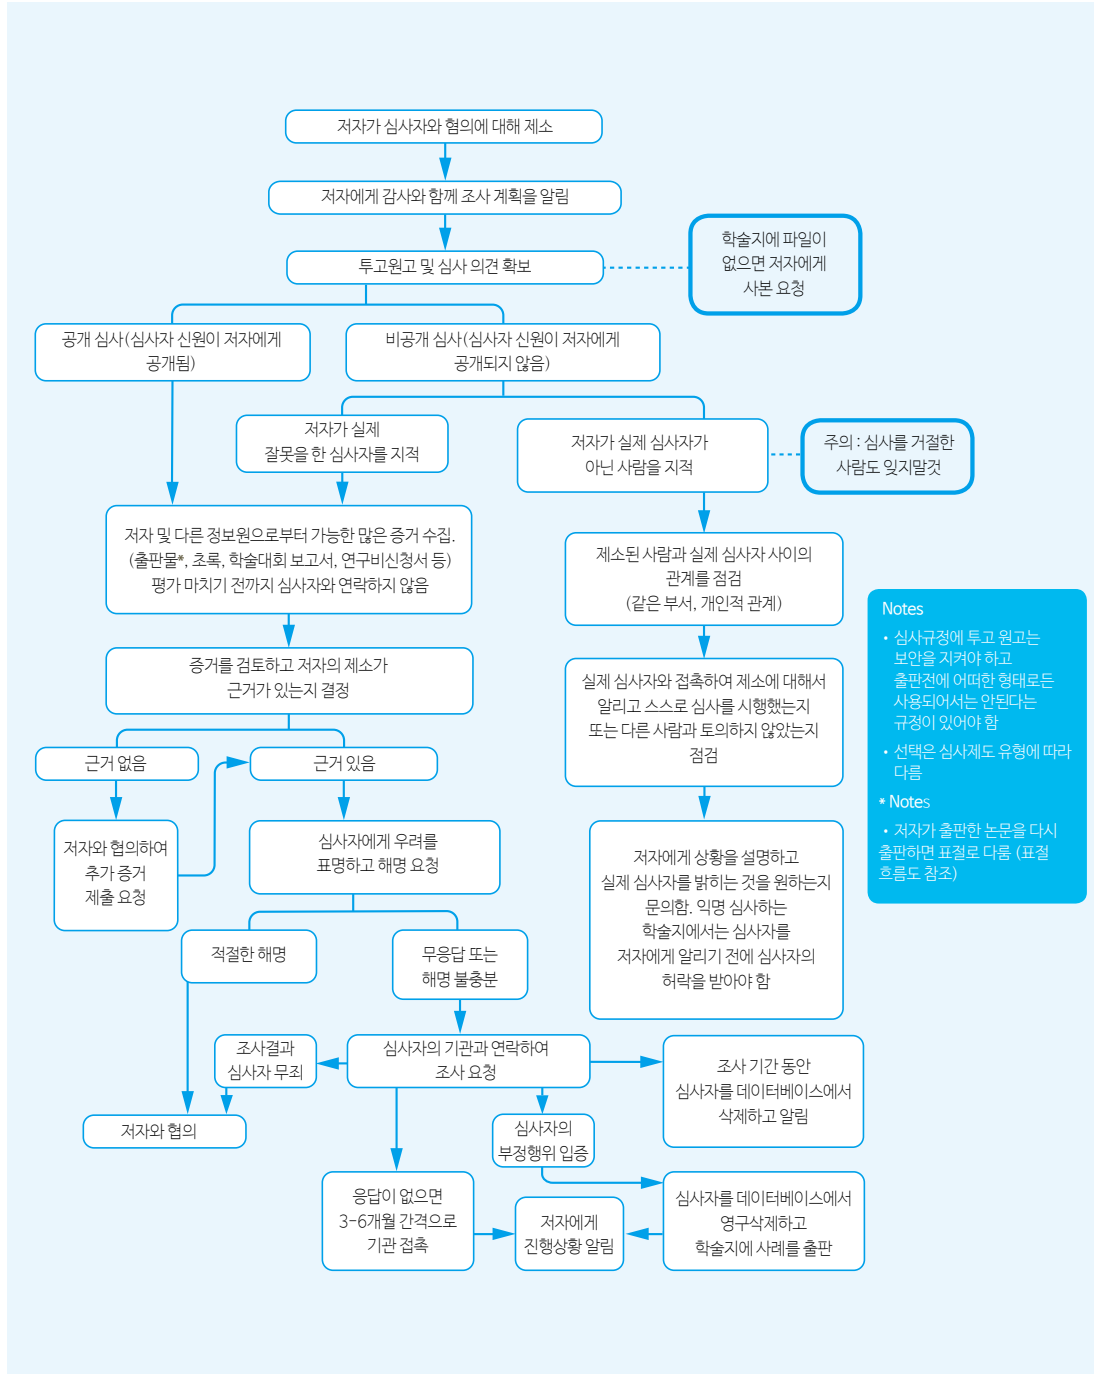 저자가 심사자와 혐의에 대해 제소
저자에게 감사와 함께 조사 계획을 알림
투고원고 및 심사 의견 확보
학술지에 파일이
없으면 저자에게
사본 요청
공개 심사(심사자 신원이 저자에게
공개됨)
비공개 심사(심사자 신원이 저자에게
공개되지 않음)
저자가 실제
잘못을 한 심사자를 지적
저자가 실제 심사자가
아닌 사람을 지적
주의 : 심사를 거절한
사람도 잊지말것
저자 및 다른 정보원으로부터 가능한 많은 증거 수집.
(출판물*, 초록, 학술대회 보고서, 연구비신청서 등)
평가 마치기 전까지 심사자와 연락하지 않음
제소된 사람과 실제 심사자 사이의
관계를 점검
(같은 부서, 개인적 관계)
증거를 검토하고 저자의 제소가
근거가 있는지 결정
실제 심사자와 접촉하여 제소에 대해서
알리고 스스로 심사를 시행했는지
또는 다른 사람과 토의하지 않았는지
점검
근거 없음
근거 있음
저자와 협의하여
추가 증거
제출 요청
심사자에게 우려를
표명하고 해명 요청
저자에게 상황을 설명하고
실제 심사자를 밝히는 것을 원하는지
문의함. 익명 심사하는
학술지에서는 심사자를
저자에게 알리기 전에 심사자의
허락을 받아야 함
적절한 해명
무응답 또는
해명 불충분
조사결과
심사자 무죄
심사자의 기관과 연락하여
조사 요청
조사 기간 동안
심사자를 데이터베이스에서
삭제하고 알림
저자와 협의
심사자의
부정행위 입증
응답이 없으면
3-6개월 간격으로
기관 접촉
저자에게
진행상황 알림
심사자를 데이터베이스에서
영구삭제하고
학술지에 사례를 출판
Notes
• 심사규정에 투고 원고는
보안을 지켜야 하고
출판전에 어떠한 형태로든
사용되어서는 안된다는
규정이 있어야 함
• 선택은 심사제도 유형에 따라
다름
* Notes
• 저자가 출판한 논문을 다시
출판하면 표절로 다룸 (표절
흐름도 참조)